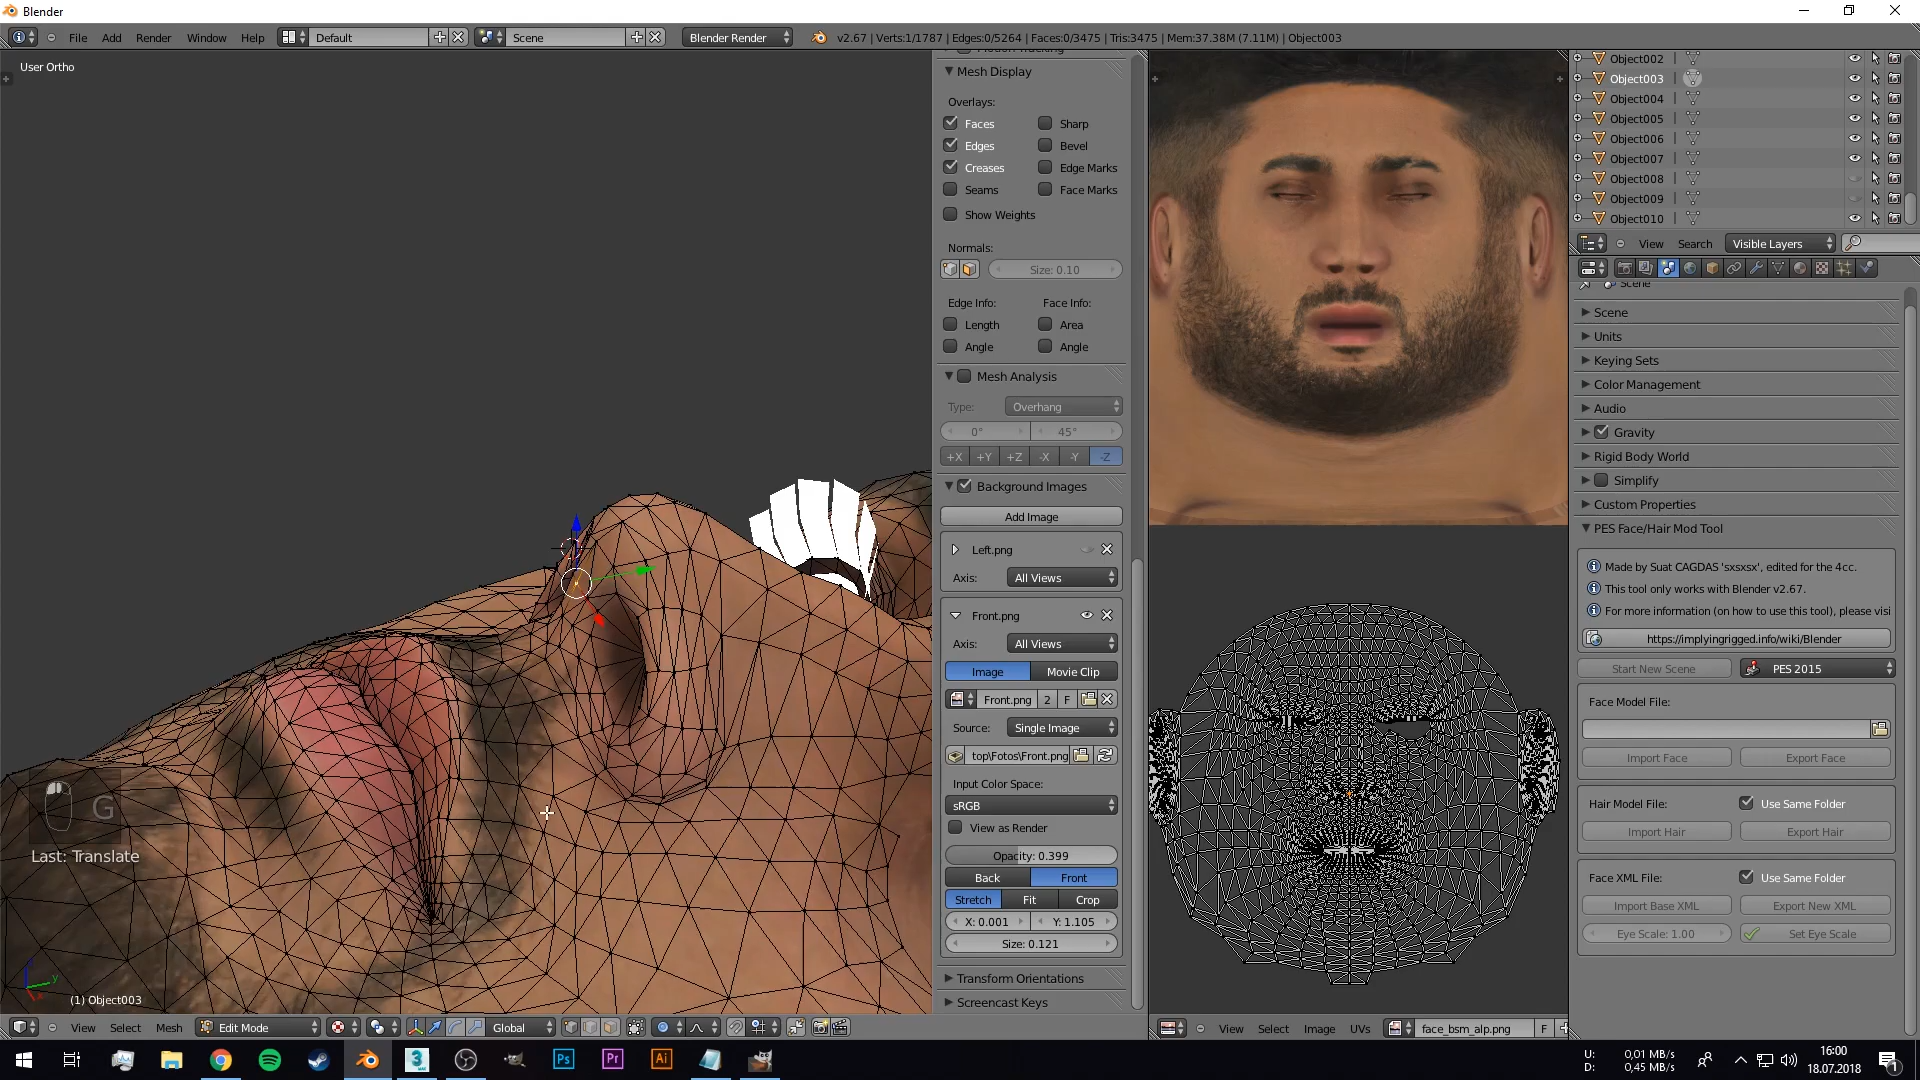 Blender
File Add Render Window Help Default Scene Blender Render v2.67 | Verts:1/1787 | Edges:0/5264 | Faces:0/3475 | Tris:3475 | Mem:37.38M (7.11M) | Object003
User Ortho
Mesh Display
Overlays:
Faces Sharp
Edges Bevel
Creases Edge Marks
Seams Face Marks
Show Weights
Normals:
Size: 0.10
Edge Info: Face Info:
Length Area
Angle Angle
Mesh Analysis
Type: Overhang
0° 45°
+X +Y +Z -X -Y -Z
Background Images
Add Image
Left.png
Axis: All Views
Front.png
Axis: All Views
Image Movie Clip
Front.png 2 F
Source: Single Image
top\Fotos\Front.png
Input Color Space:
sRGB
View as Render
Opacity: 0.399
Back Front
Stretch Fit Crop
X: 0.001 Y: 1.105
Size: 0.121
Transform Orientations
Screencast Keys
G
Last: Translate
(1) Object003
View Select Mesh Edit Mode Global
View Select Image UVs face_bsm_alp.png F
Object002
Object003
Object004
Object005
Object006
Object007
Object008
Object009
Object010
View Search Visible Layers
Scene
Scene
Units
Keying Sets
Color Management
Audio
Gravity
Rigid Body World
Simplify
Custom Properties
PES Face/Hair Mod Tool
Made by Suat CAGDAS 'sxsxsx', edited for the 4cc.
This tool only works with Blender v2.67.
For more information (on how to use this tool), please visi
https://implyingrigged.info/wiki/Blender
Start New Scene PES 2015
Face Model File:
Import Face Export Face
Hair Model File: Use Same Folder
Import Hair Export Hair
Face XML File: Use Same Folder
Import Base XML Export New XML
Eye Scale: 1.00 Set Eye Scale
Ps Pr Ai
U: 0,01 MB/s
D: 0,45 MB/s
16:00
18.07.2018
1